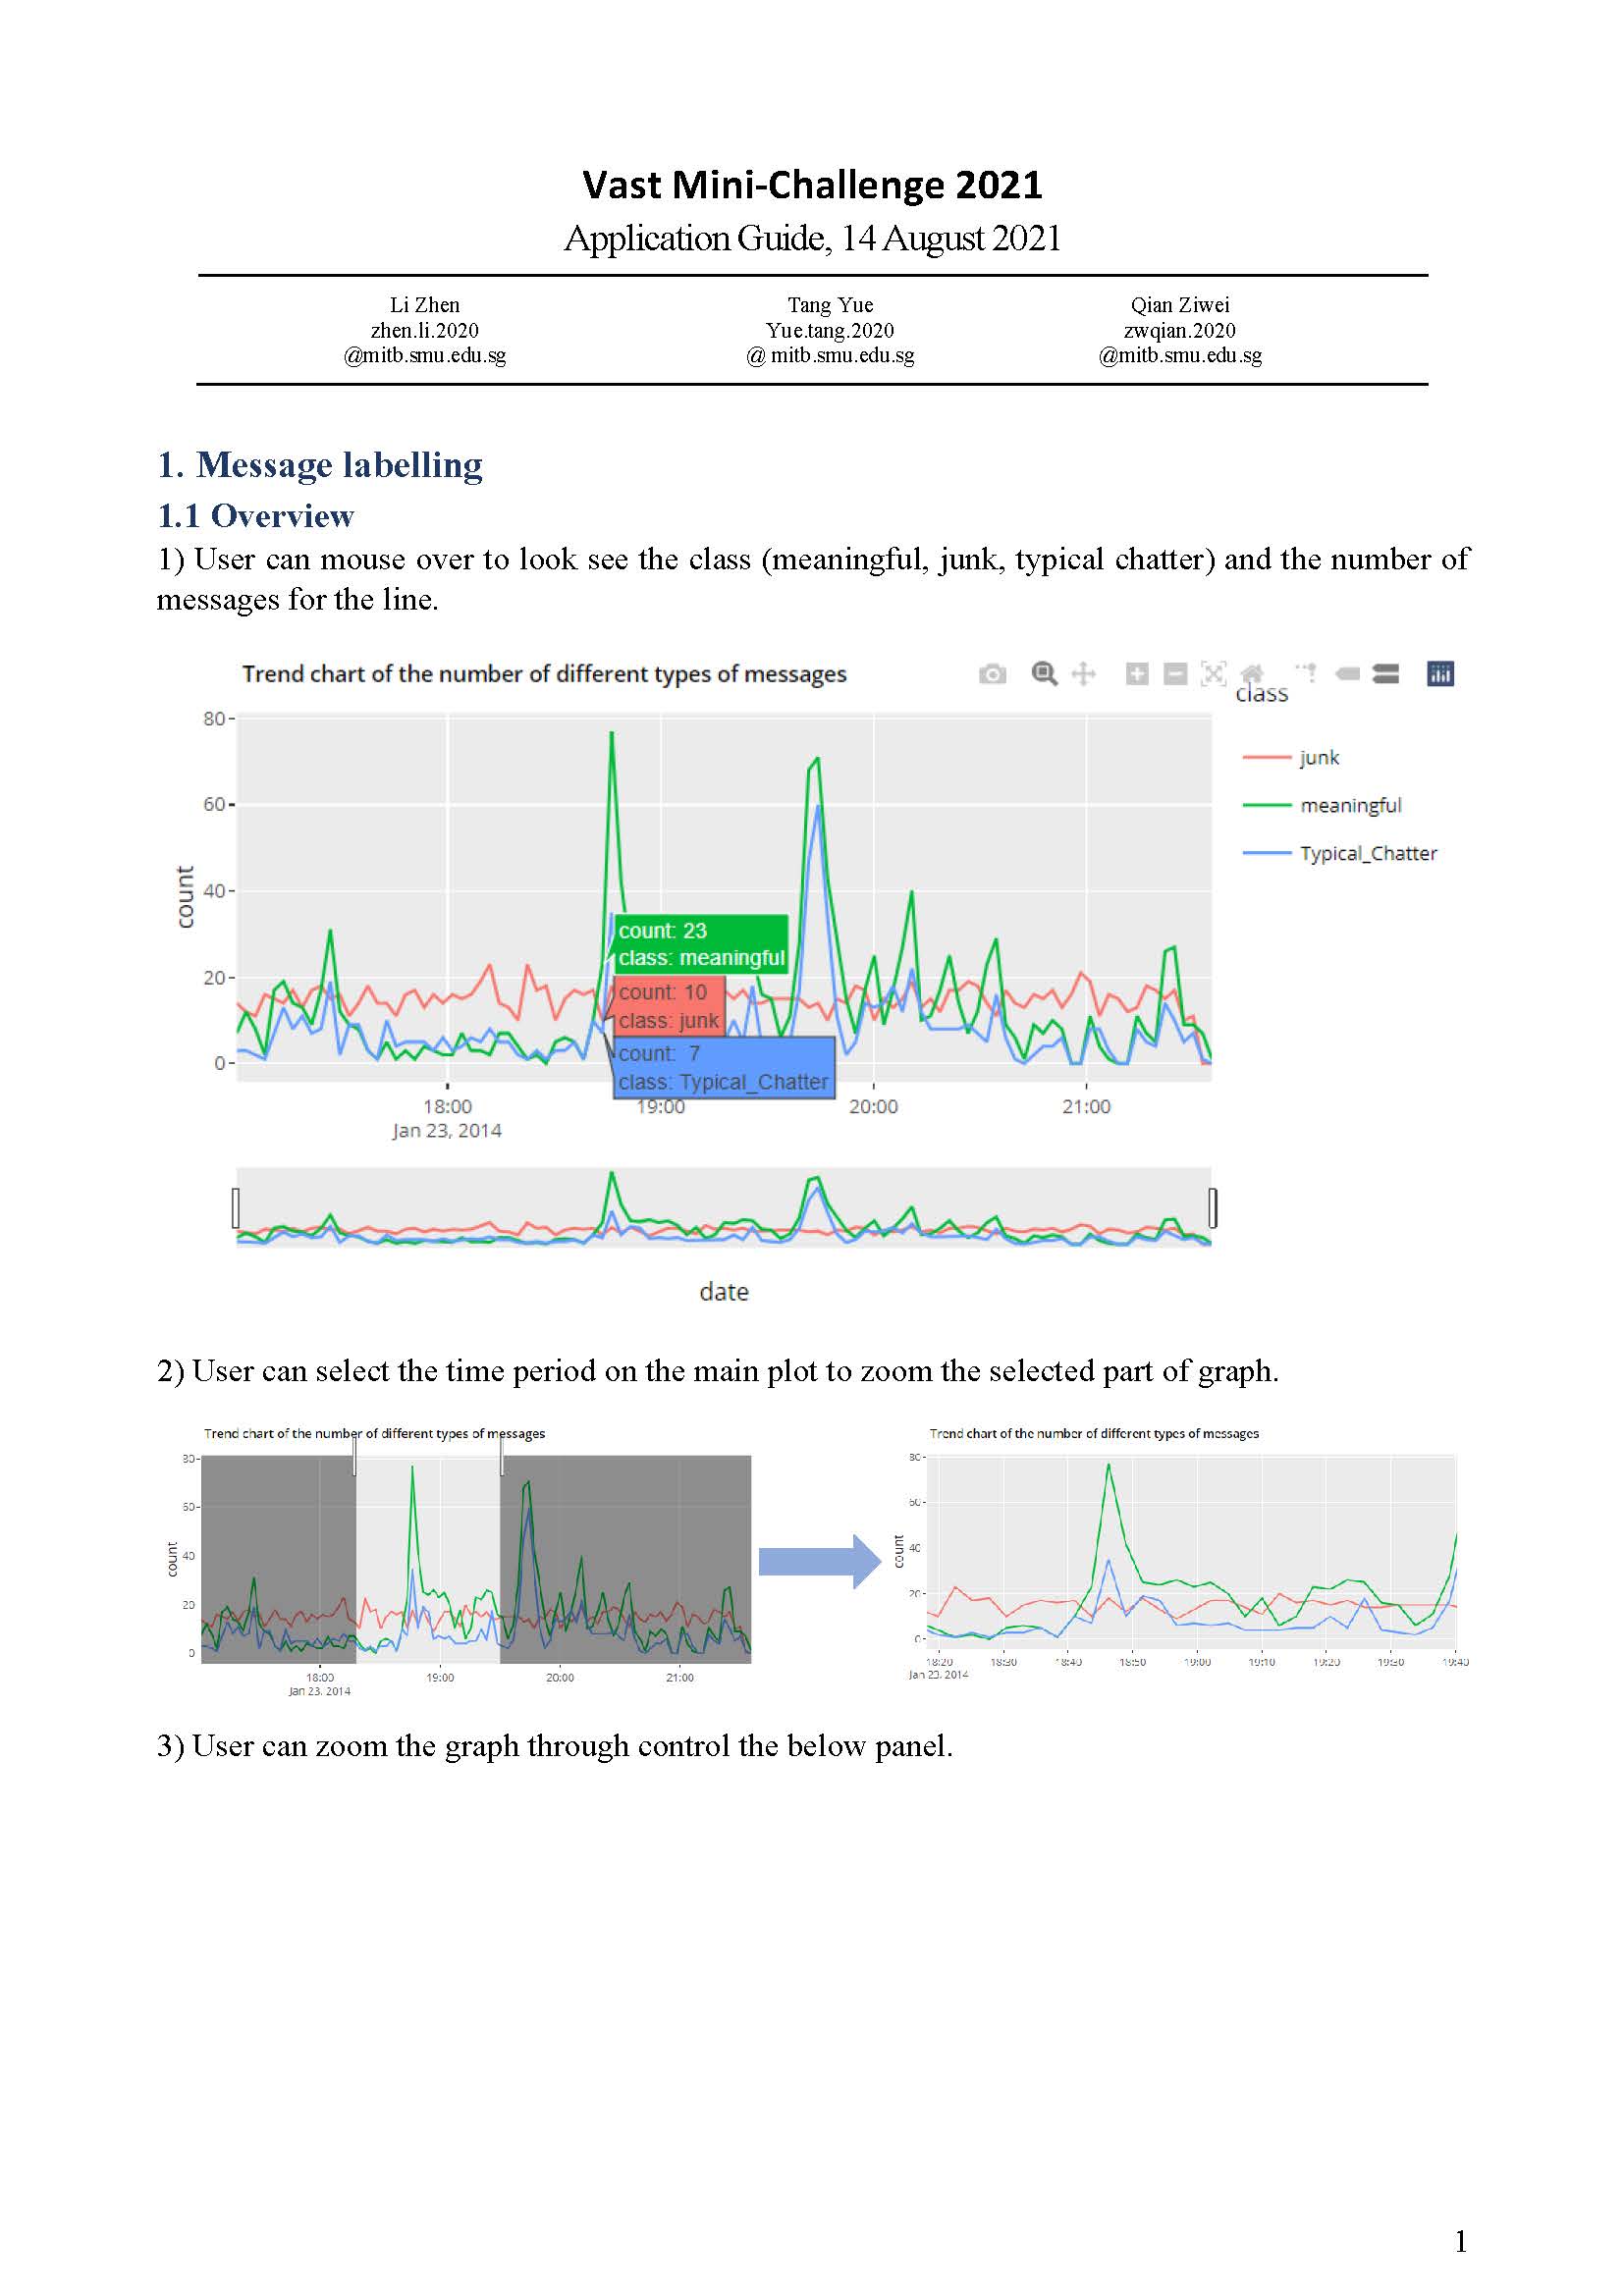 Vast Mini-Challenge 2021
Application Guide, 14 August 2021
Li Zhen
zhen.li.2020
@mitb.smu.edu.sg
Tang Yue
Yue.tang.2020
@ mitb.smu.edu.sg
Qian Ziwei
zwqian.2020
@mitb.smu.edu.sg
1. Message labelling
1.1 Overview
1) User can mouse over to look see the class (meaningful, junk, typical chatter) and the number of
messages for the line.
Trend chart of the number of different types of messages
class
junk
meaningful
Typical_Chatter
count
80
60
40
20
0
count: 23
class: meaningful
count: 10
class: junk
count: 7
class: Typical_Chatter
18:00
19:00
20:00
21:00
Jan 23, 2014
date
2) User can select the time period on the main plot to zoom the selected part of graph.
Trend chart of the number of different types of messages
count
80
60
40
20
0
18:00
19:00
20:00
21:00
Jan 23, 2014
Trend chart of the number of different types of messages
count
80
60
40
20
0
18:20
18:30
18:40
18:50
19:00
19:10
19:20
19:30
19:40
Jan 23, 2014
3) User can zoom the graph through control the below panel.
1